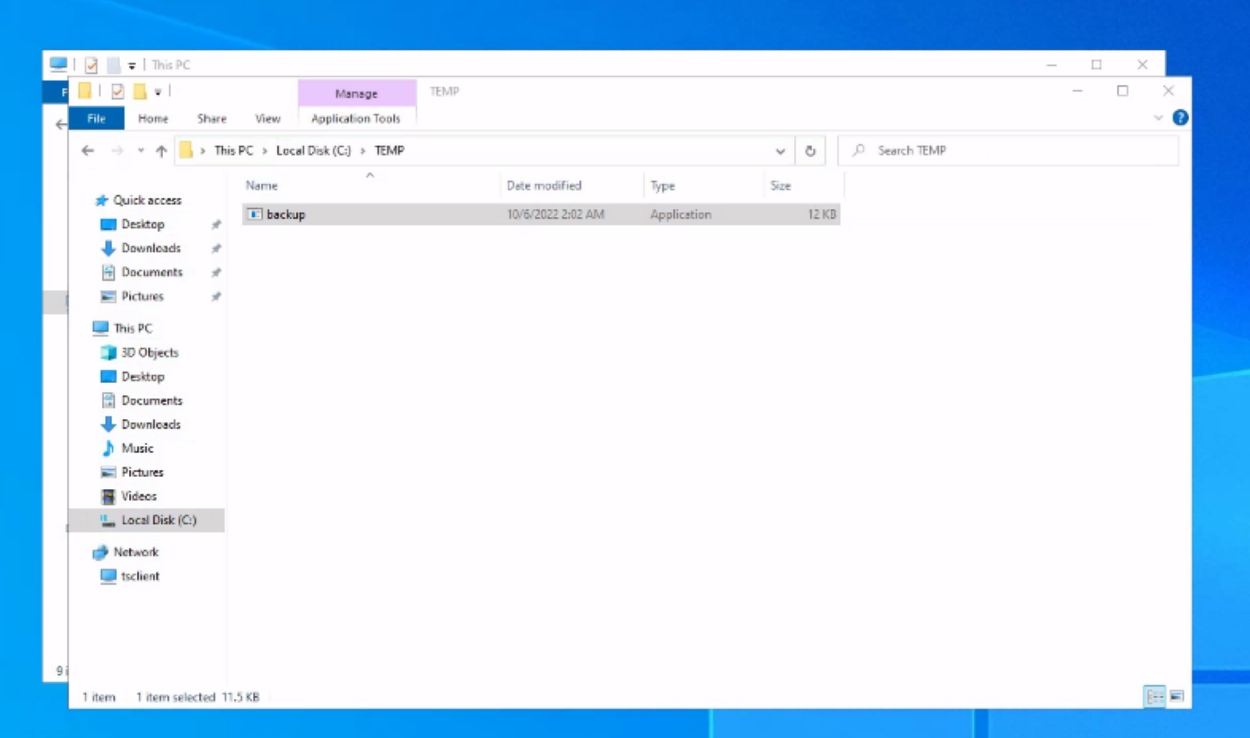 This PC
Manage TEMP
File Home Share View Application Tools
This PC > Local Disk (C:) > TEMP Search TEMP
Name Date modified Type Size
backup 10/6/2022 2:02 AM Application 12 KB
Quick access
Desktop
Downloads
Documents
Pictures
This PC
3D Objects
Desktop
Documents
Downloads
Music
Pictures
Videos
Local Disk (C:)
Network
tsclient
1 item 1 item selected 11.5 KB